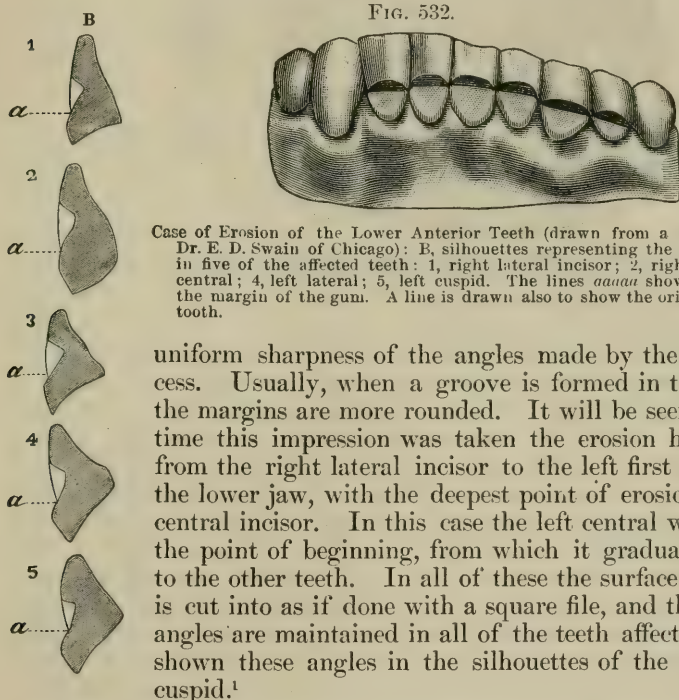 FIG. 532.
B
1
a
2
a
3
a
4
a
5
a
Case of Erosion of the Lower Anterior Teeth (drawn from a
Dr. E. D. Swain of Chicago): B, silhouettes representing the
in five of the affected teeth: 1, right lateral incisor; 2, righ
central; 4, left lateral; 5, left cuspid. The lines aaaaa show
the margin of the gum. A line is drawn also to show the ori
tooth.
uniform sharpness of the angles made by the
cess. Usually, when a groove is formed in t
the margins are more rounded. It will be see
time this impression was taken the erosion h
from the right lateral incisor to the left first
the lower jaw, with the deepest point of erosi
central incisor. In this case the left central w
the point of beginning, from which it gradua
to the other teeth. In all of these the surface
is cut into as if done with a square file, and th
angles are maintained in all of the teeth affect
shown these angles in the silhouettes of the
cuspid.¹